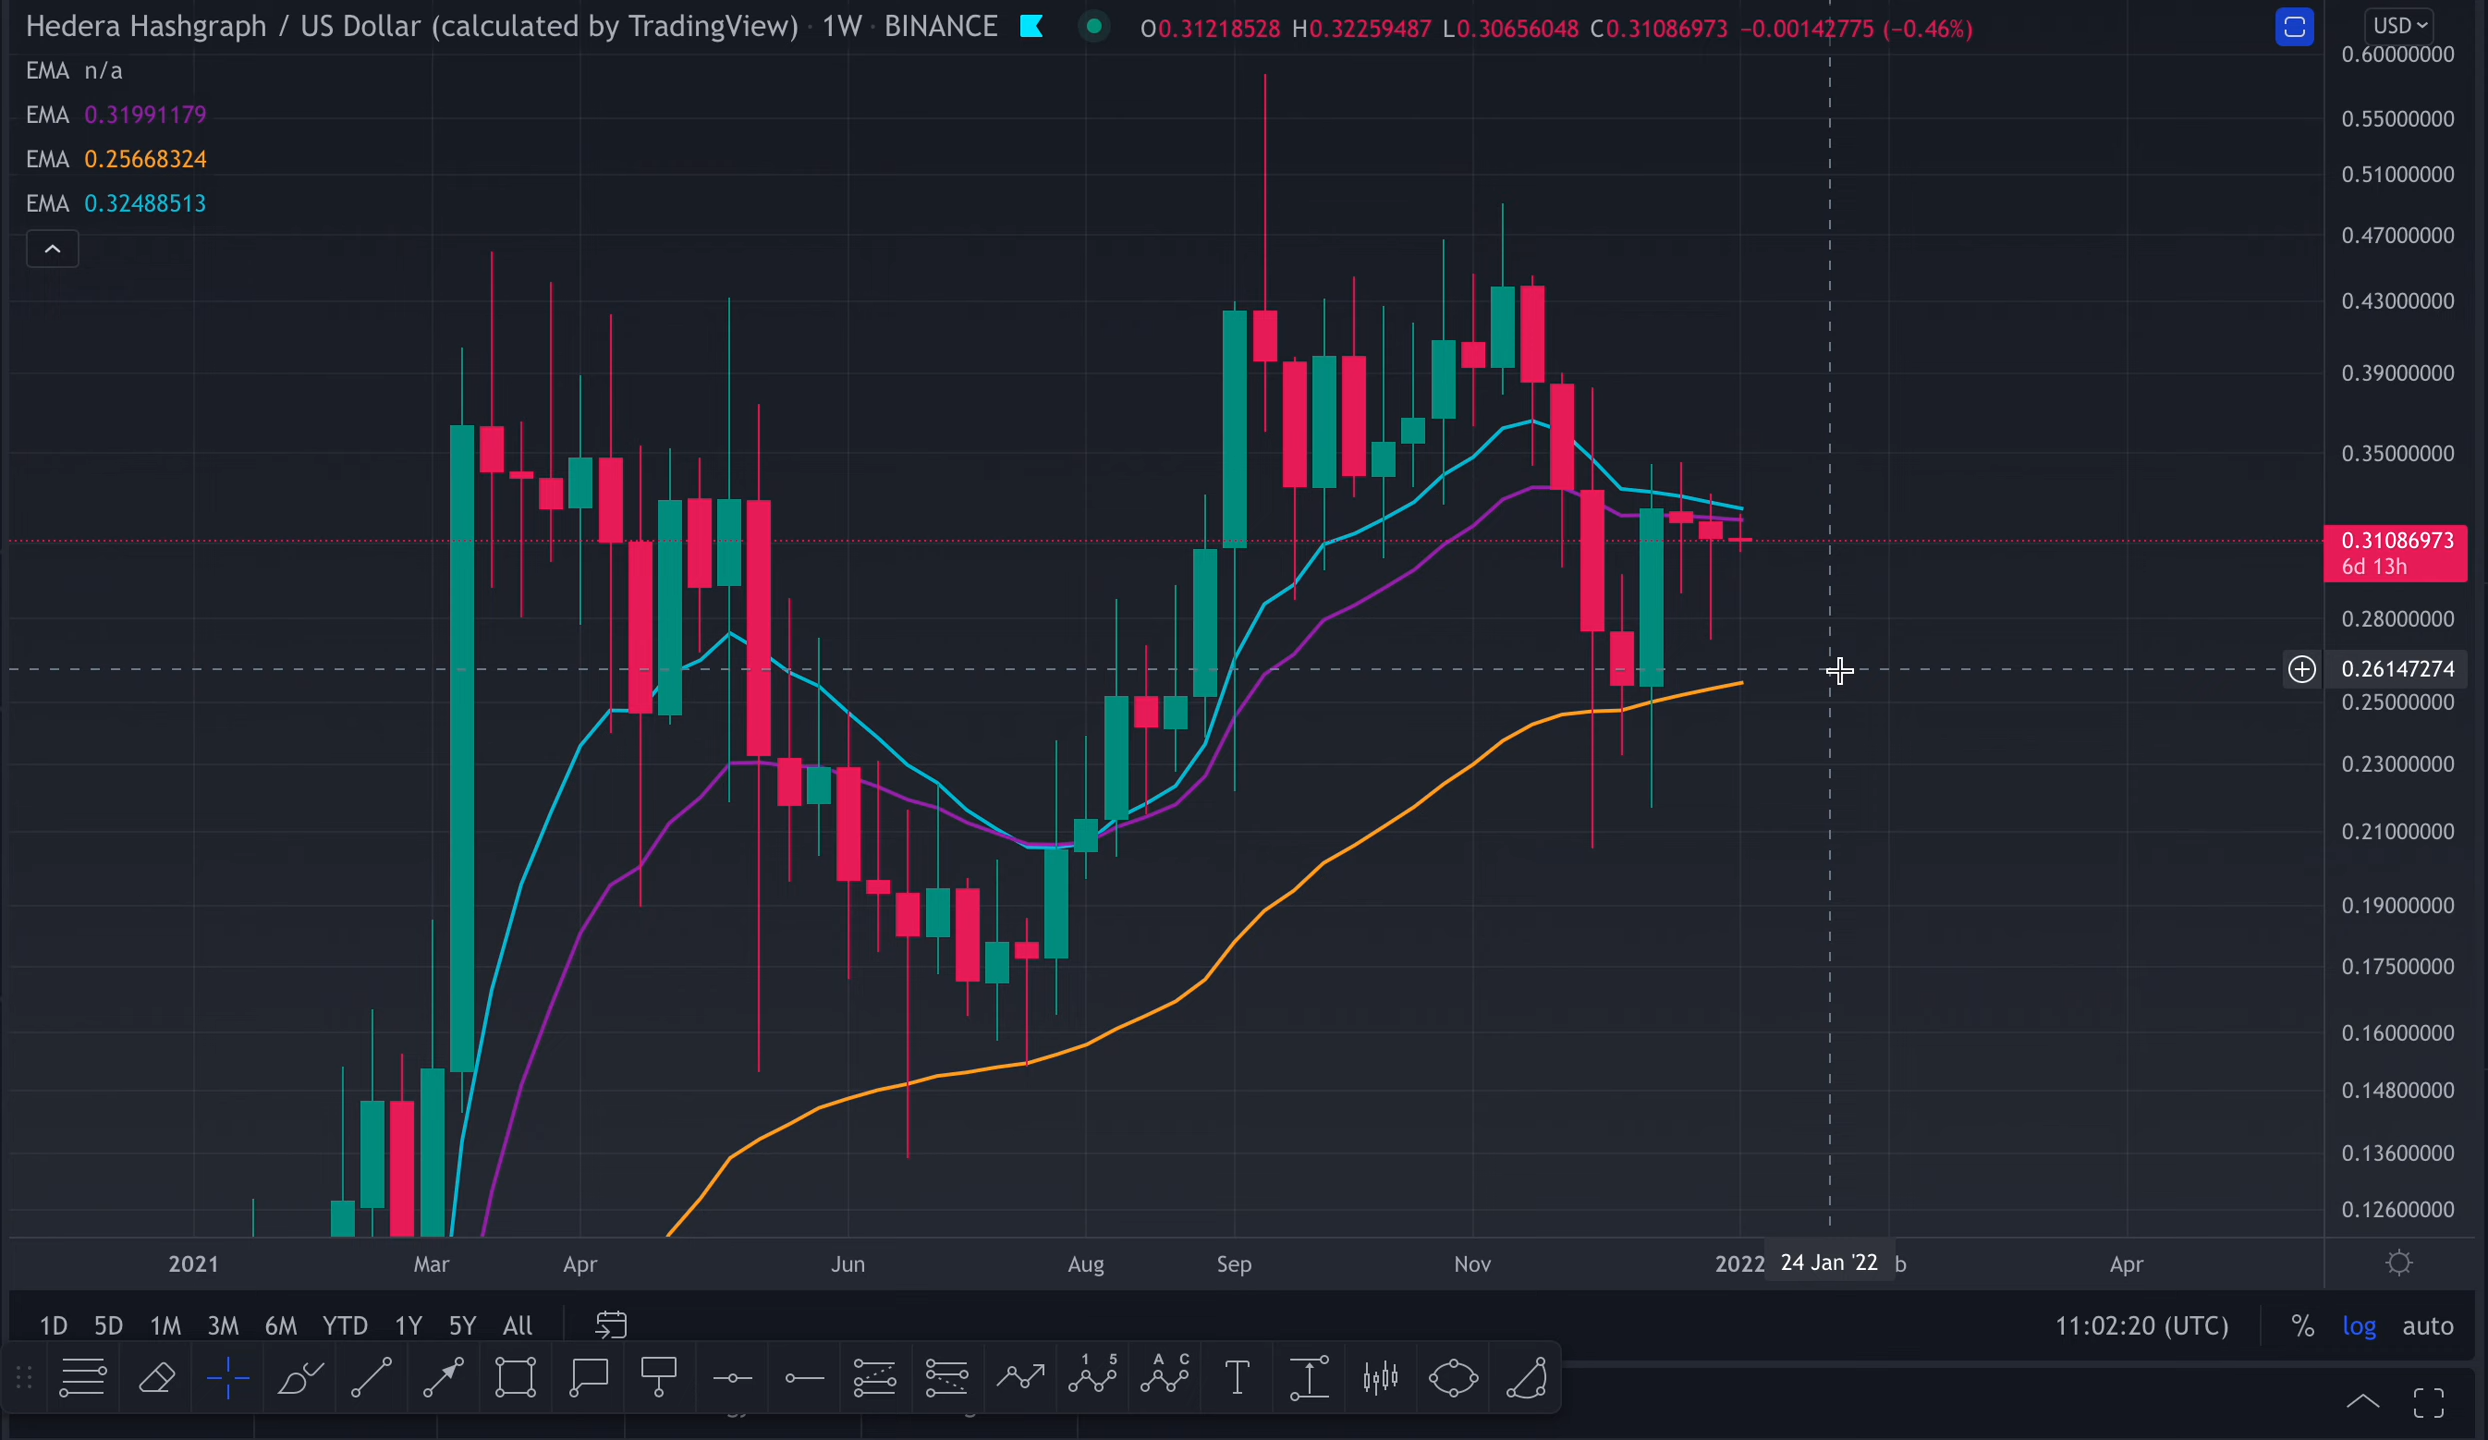 Hedera Hashgraph / US Dollar (calculated by TradingView) · 1W · BINANCE O0.31218528 H0.32259487 L0.30656048 C0.31086973 −0.00142775 (−0.46%) USD
EMA n/a
EMA 0.31991179
EMA 0.25668324
EMA 0.32488513
0.60000000
0.55000000
0.51000000
0.47000000
0.43000000
0.39000000
0.35000000
0.31086973
6d 13h
0.28000000
0.26147274
0.25000000
0.23000000
0.21000000
0.19000000
0.17500000
0.16000000
0.14800000
0.13600000
0.12600000
2021 Mar Apr Jun Aug Sep Nov 2022 24 Jan '22 b Apr
1D 5D 1M 3M 6M YTD 1Y 5Y All 11:02:20 (UTC) % log auto
1 5 A C T